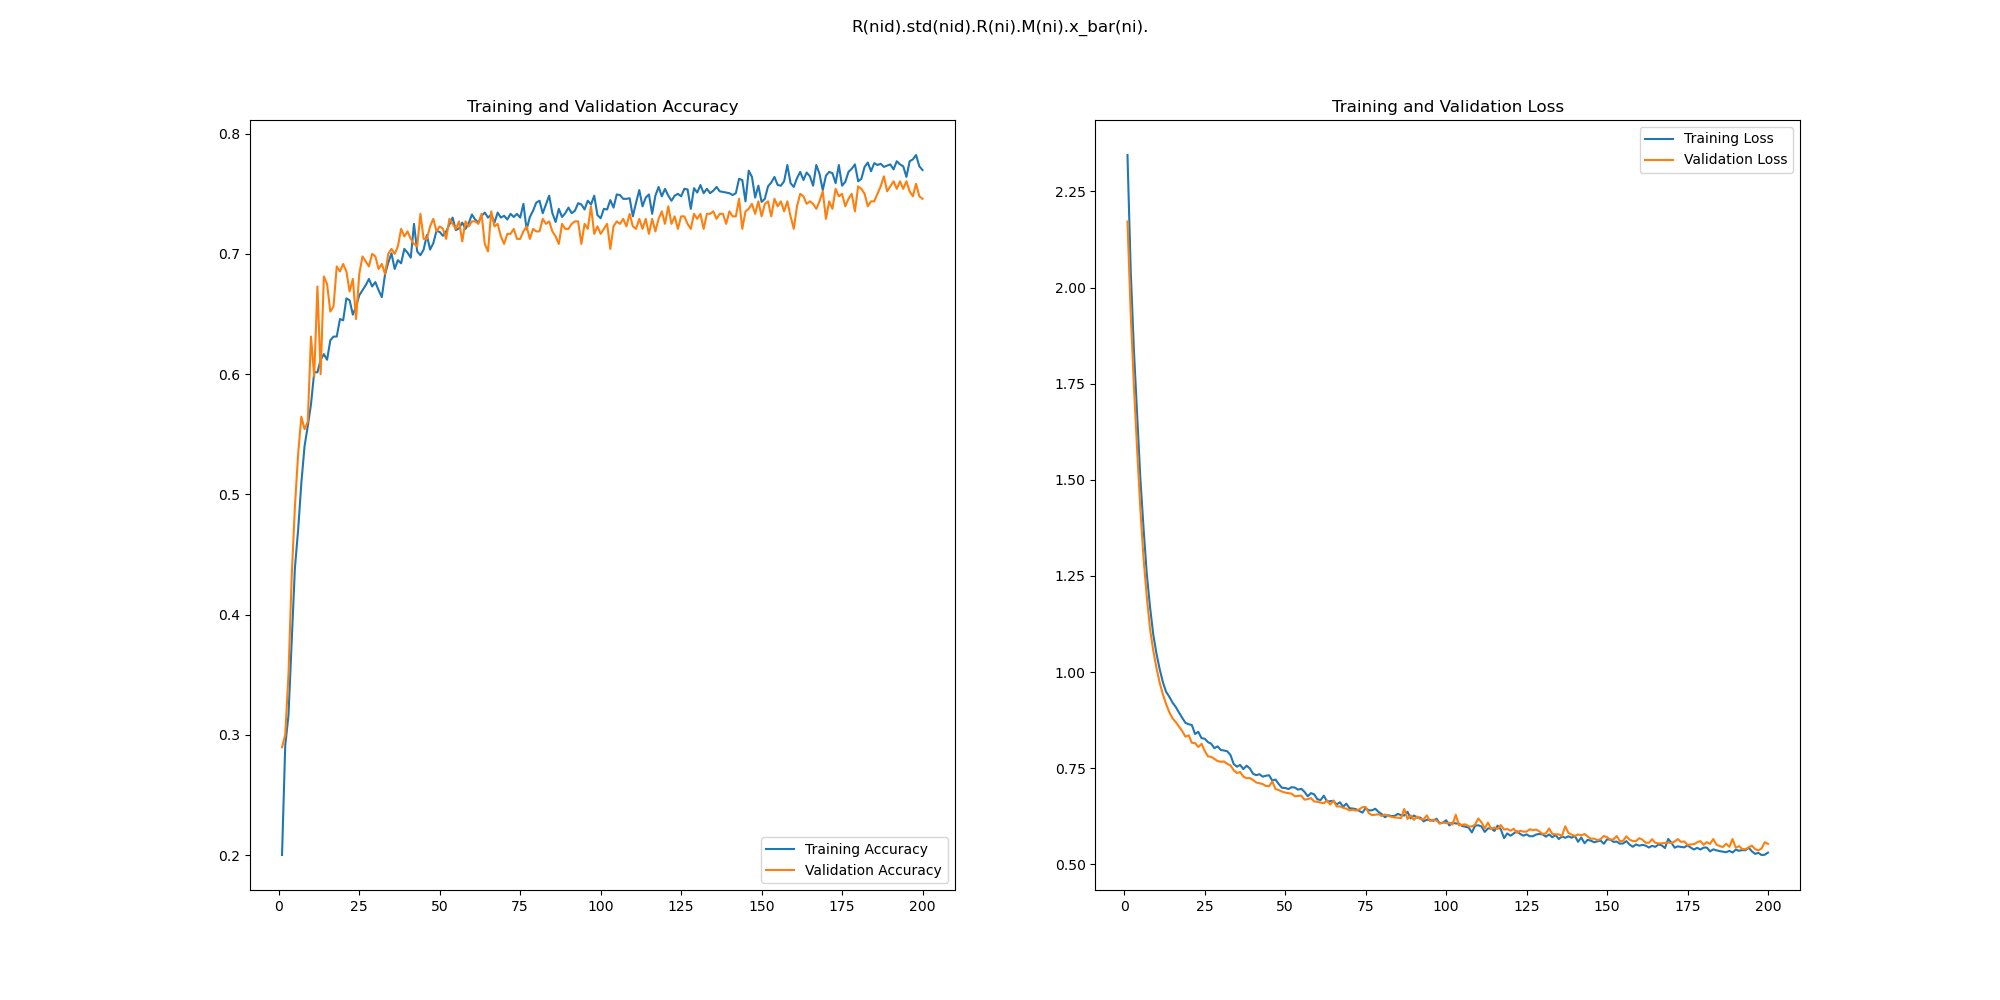 R(nid).std(nid).R(ni).M(ni).x_bar(ni).
Training and Validation Accuracy
0.8
0.7
0.6
0.5
0.4
0.3
0.2
0 25 50 75 100 125 150 175 200
Training Accuracy
Validation Accuracy
Training and Validation Loss
2.25
2.00
1.75
1.50
1.25
1.00
0.75
0.50
0 25 50 75 100 125 150 175 200
Training Loss
Validation Loss